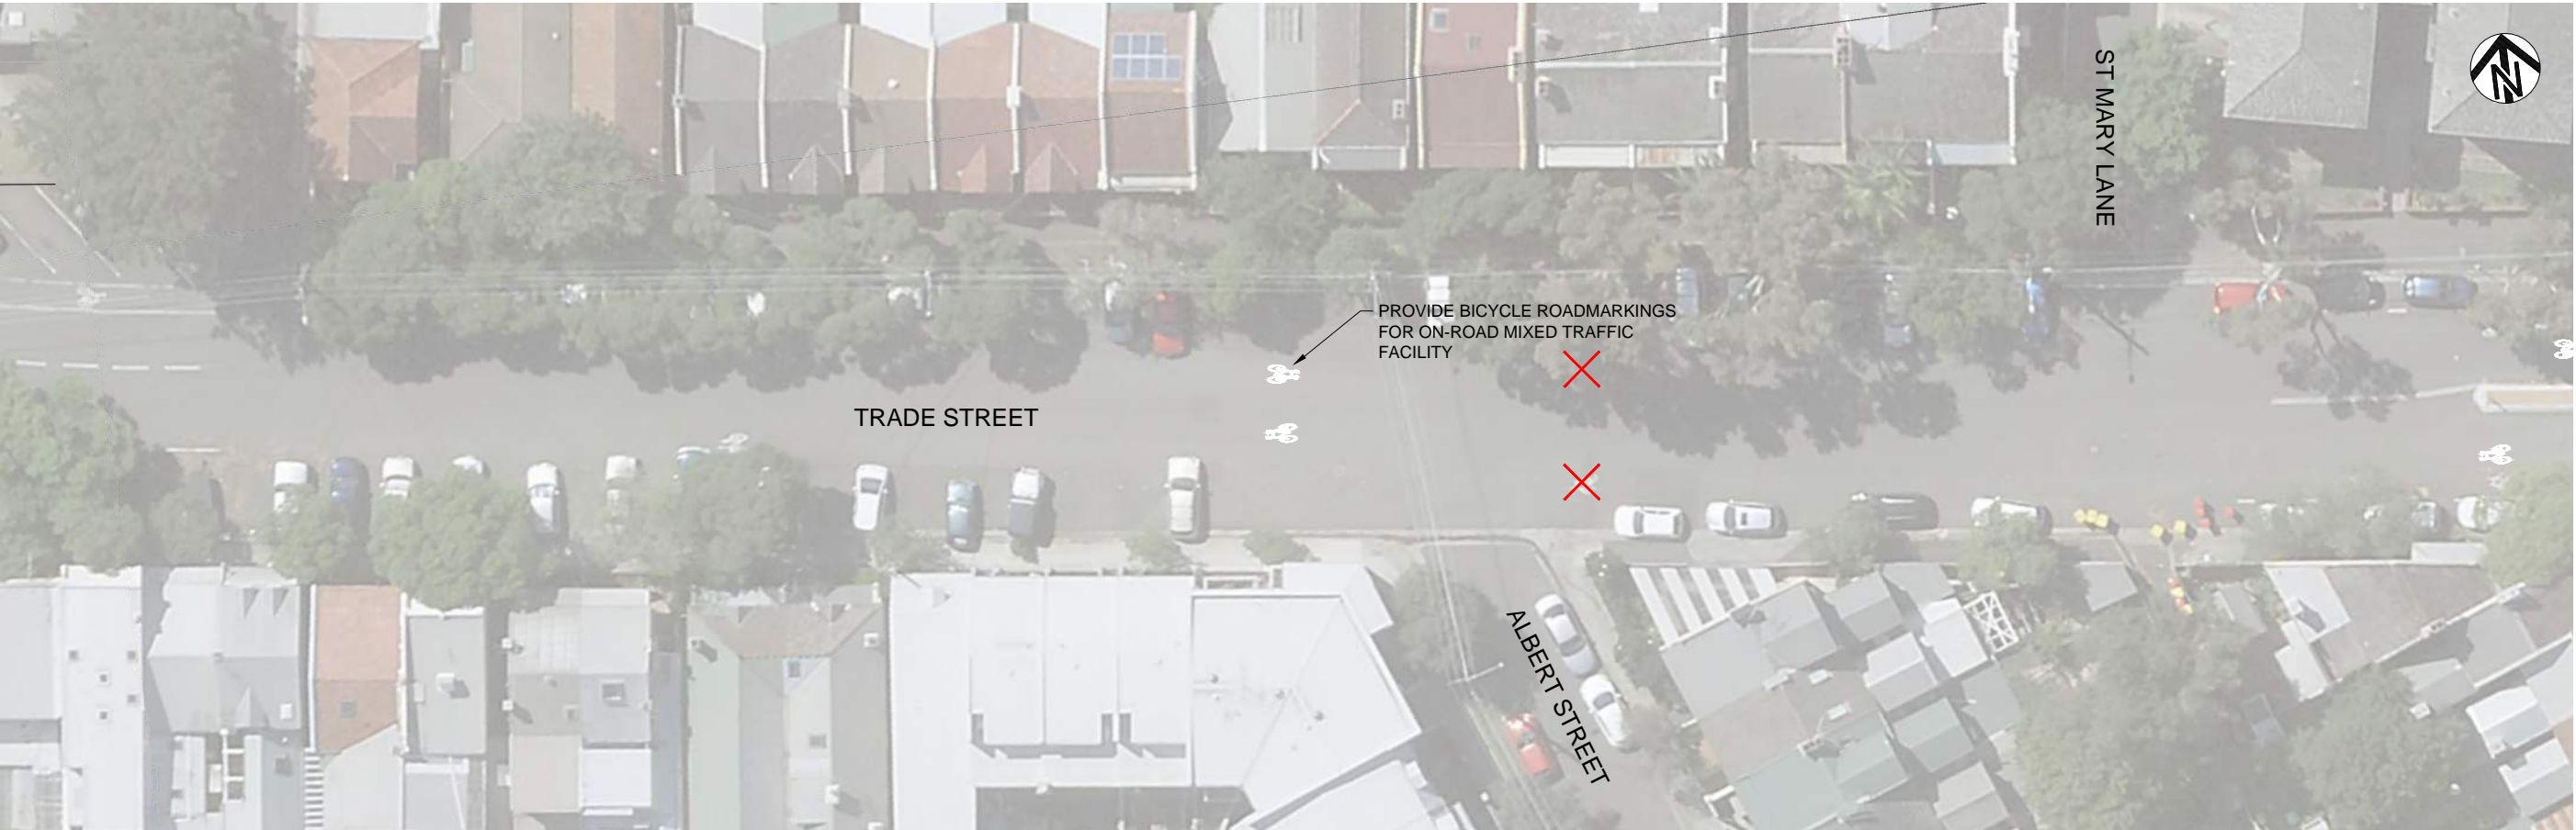 ST MARY LANE
N
PROVIDE BICYCLE ROADMARKINGS
FOR ON-ROAD MIXED TRAFFIC
FACILITY
TRADE STREET
ALBERT STREET